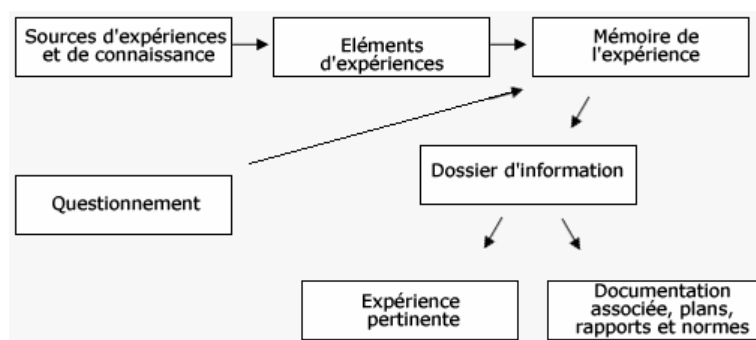 Sources d'expériences
et de connaissance
Eléments
d'expériences
Mémoire de
l'expérience
Dossier d'information
Questionnement
Expérience
pertinente
Documentation
associée, plans,
rapports et normes